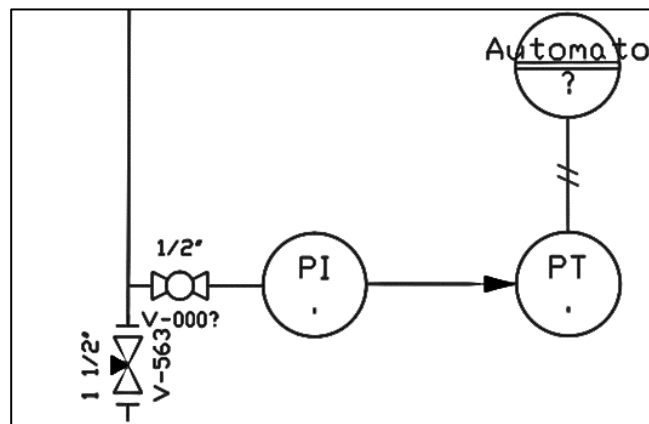 Automato
?
1/2"
PI
.
PT
.
V-000?
1 1/2"
V-563